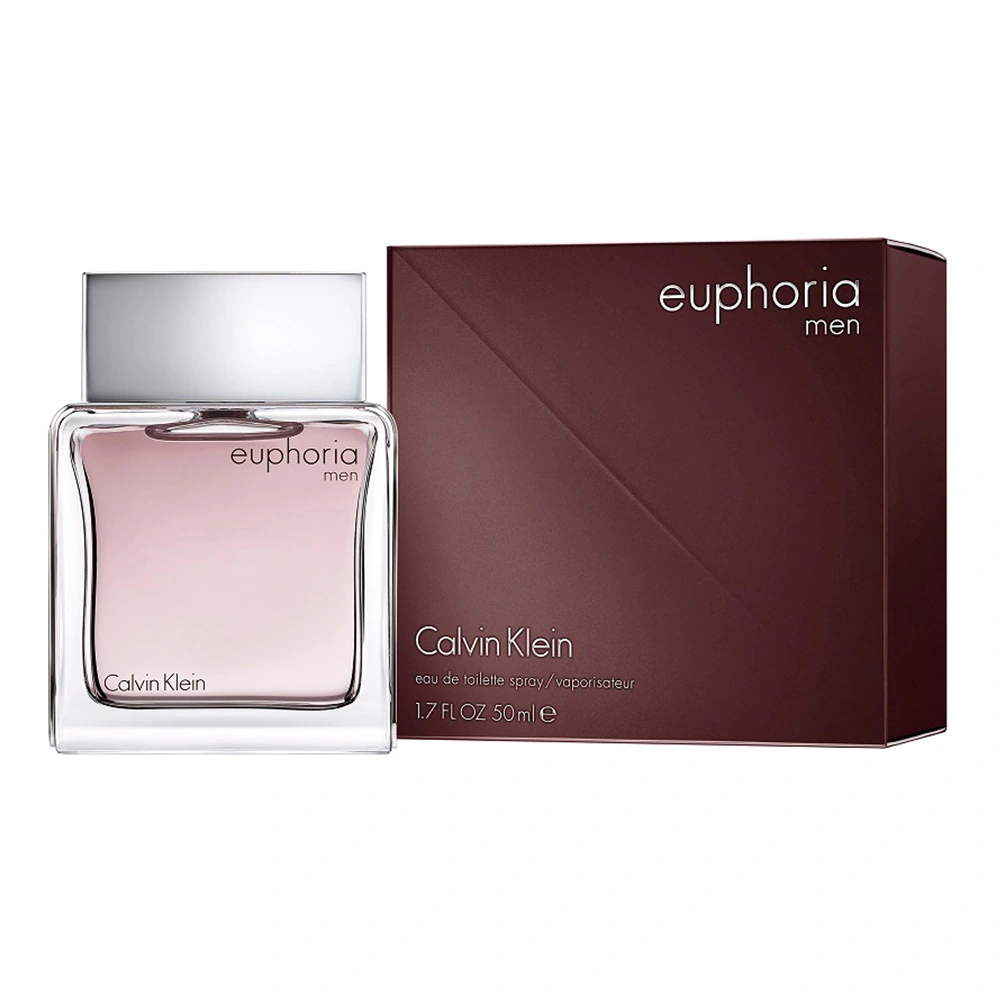 euphoria
men
Calvin Klein
euphoria
men
Calvin Klein
eau de toilette spray/vaporisateur
1.7 FL OZ 50 ml ℮